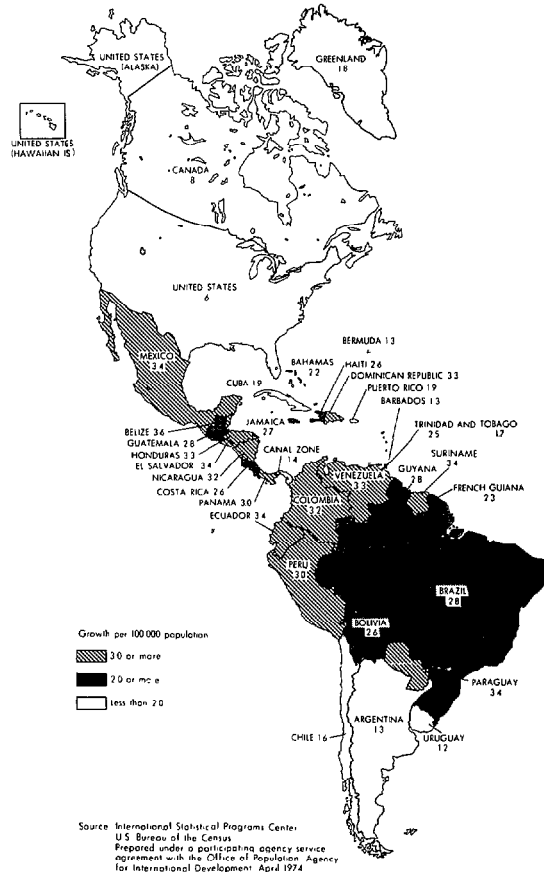 UNITED STATES
(ALASKA)
GREENLAND
18
UNITED STATES
(HAWAIIAN IS)
CANADA
8
UNITED STATES
6
BERMUDA 13
MEXICO
34
BAHAMAS
22
HAITI 26
DOMINICAN REPUBLIC 33
CUBA 19
PUERTO RICO 19
BARBADOS 13
BELIZE 36
JAMAICA
27
TRINIDAD AND TOBAGO
25
17
GUATEMALA 28
HONDURAS 33
CANAL ZONE
14
SURINAME
34
EL SALVADOR 34
VENEZUELA
33
GUYANA
28
NICARAGUA 32
FRENCH GUIANA
23
COSTA RICA 26
COLOMBIA
32
PANAMA 30
ECUADOR 34
PERU
30
BRAZIL
28
BOLIVIA
26
Growth per 100 000 population
30 or more
20 or more
Less than 20
PARAGUAY
34
ARGENTINA
13
CHILE 16
URUGUAY
12
Source International Statistical Programs Center
U S Bureau of the Census
Prepared under a participating agency service
agreement with the Office of Population Agency
for International Development April 1974